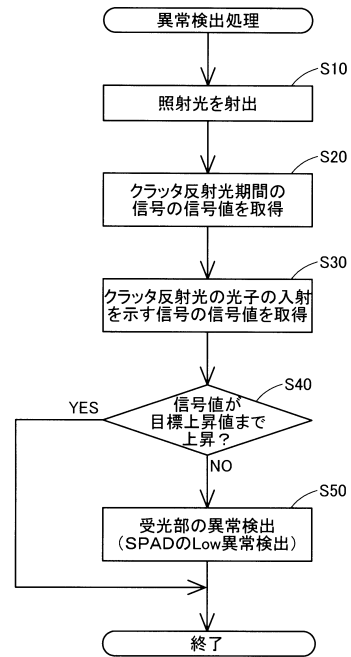 異常検出処理
S10
照射光を射出
S20
クラッタ反射光期間の
信号の信号値を取得
S30
クラッタ反射光の光子の入射
を示す信号の信号値を取得
S40
信号値が
目標上昇値まで
上昇？
YES
NO
S50
受光部の異常検出
（SPADのLow異常検出）
終了